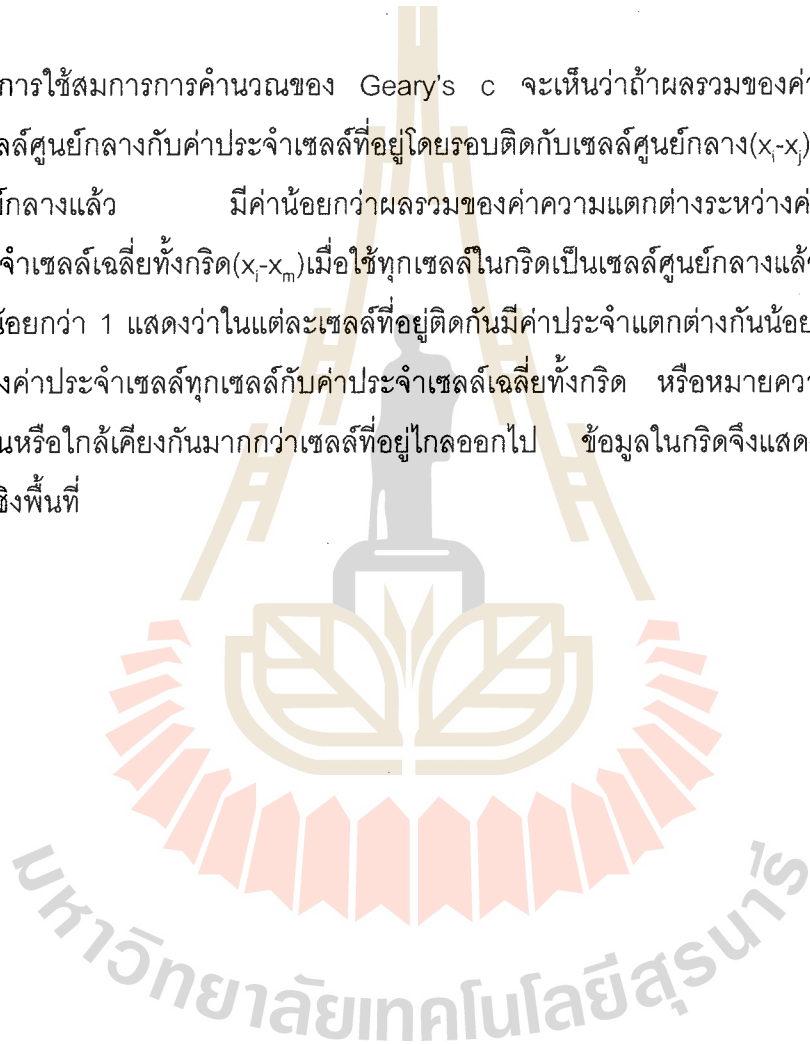 การใช้สมการการคำนวณของ Geary's c จะเห็นว่าถ้าผลรวมของค่า
ลล์ศูนย์กลางกับค่าประจำเซลล์ที่อยู่โดยรอบติดกับเซลล์ศูนย์กลาง(xi-xj)
ย์กลางแล้ว มีค่าน้อยกว่าผลรวมของค่าความแตกต่างระหว่างค่
จำเซลล์เฉลี่ยทั้งกริด(xi-xm)เมื่อใช้ทุกเซลล์ในกริดเป็นเซลล์ศูนย์กลางแล้
น้อยกว่า 1 แสดงว่าในแต่ละเซลล์ที่อยู่ติดกันมีค่าประจำแตกต่างกันน้อย
งค่าประจำเซลล์ทุกเซลล์กับค่าประจำเซลล์เฉลี่ยทั้งกริด หรือหมายควา
นหรือใกล้เคียงกันมากกว่าเซลล์ที่อยู่ไกลออกไป ข้อมูลในกริดจึงแสด
ชิงพื้นที่
มหาวิทยาลัยเทคโนโลยีสุรนารี